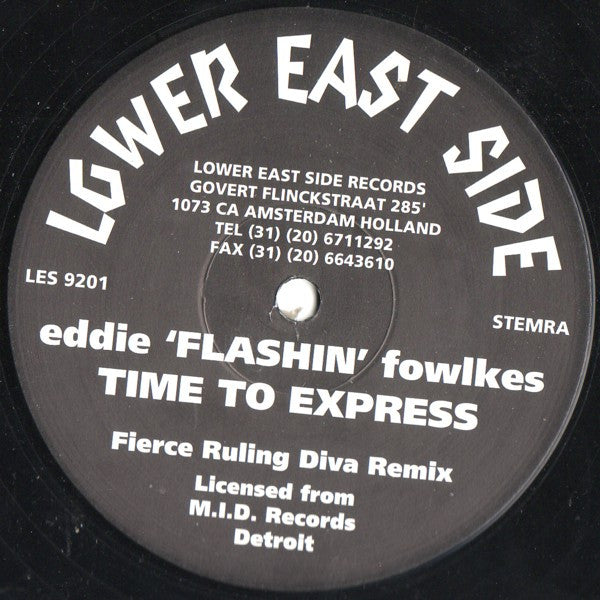 LOWER EAST SIDE
LOWER EAST SIDE RECORDS
GOVERT FLINCKSTRAAT 285'
1073 CA AMSTERDAM HOLLAND
TEL (31) (20) 6711292
FAX (31) (20) 6643610
LES 9201
STEMRA
eddie ‘FLASHIN’ fowlkes
TIME TO EXPRESS
Fierce Ruling Diva Remix
Licensed from
M.I.D. Records
Detroit